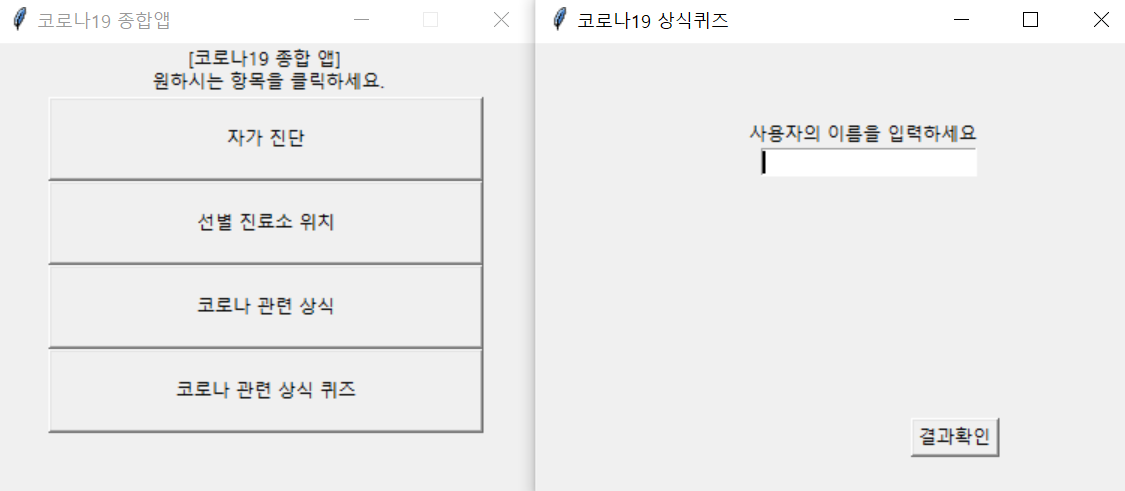 코로나19 종합앱
[코로나19 종합 앱]
원하시는 항목을 클릭하세요.
자가 진단
선별 진료소 위치
코로나 관련 상식
코로나 관련 상식 퀴즈
코로나19 상식퀴즈
사용자의 이름을 입력하세요
결과확인